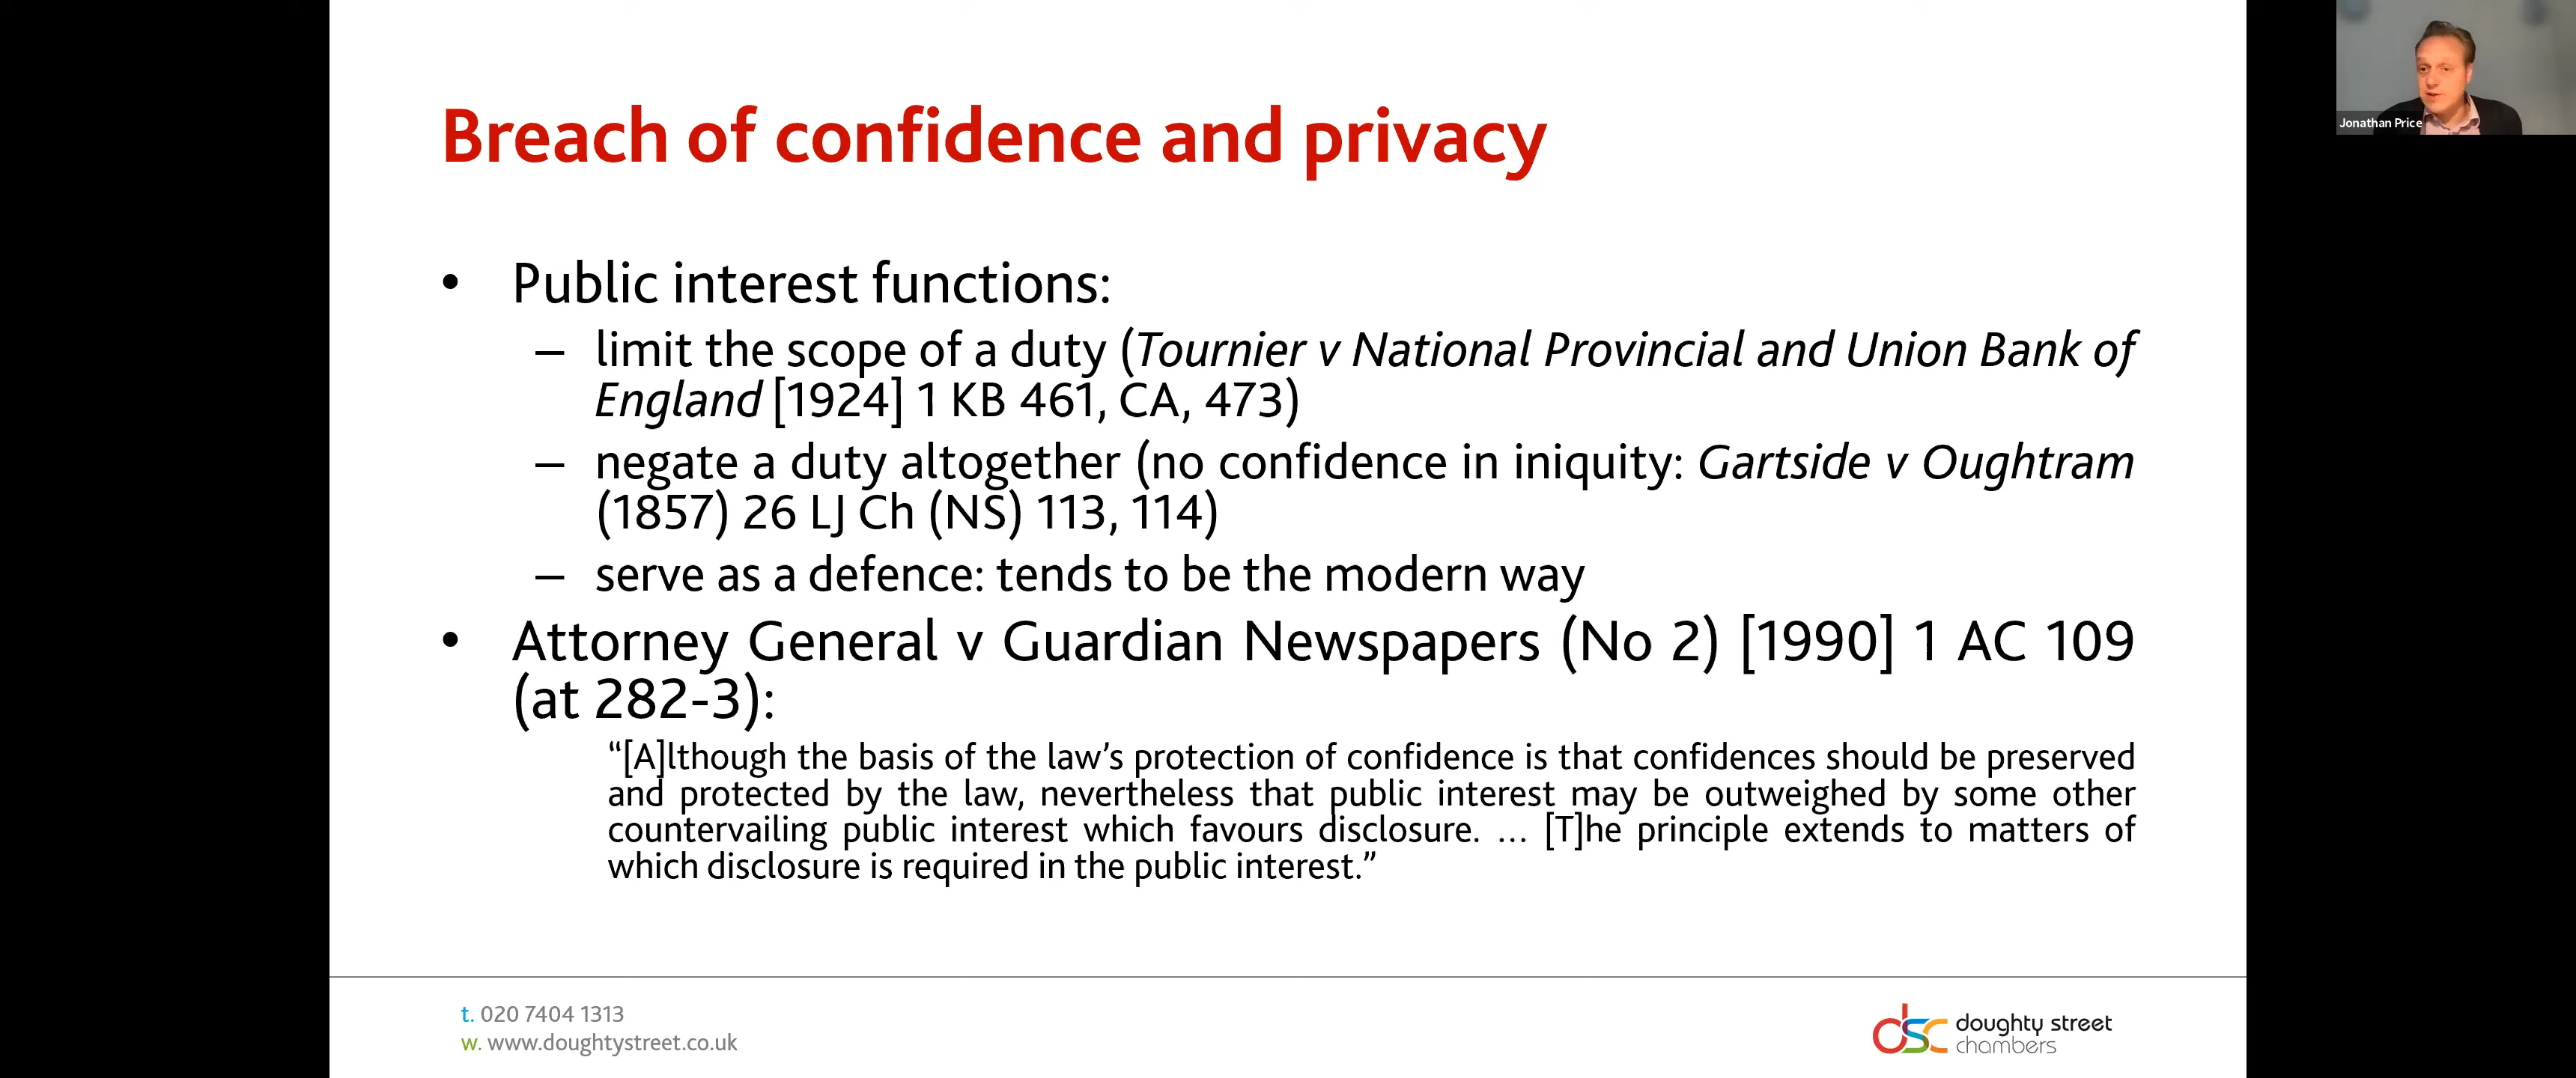 Breach of confidence and privacy
Jonathan Price
• Public interest functions:
– limit the scope of a duty (Tournier v National Provincial and Union Bank of
England [1924] 1 KB 461, CA, 473)
– negate a duty altogether (no confidence in iniquity: Gartside v Oughtram
(1857) 26 LJ Ch (NS) 113, 114)
– serve as a defence: tends to be the modern way
• Attorney General v Guardian Newspapers (No 2) [1990] 1 AC 109
(at 282-3):
“[A]lthough the basis of the law’s protection of confidence is that confidences should be preserved
and protected by the law, nevertheless that public interest may be outweighed by some other
countervailing public interest which favours disclosure. … [T]he principle extends to matters of
which disclosure is required in the public interest.”
t. 020 7404 1313
w. www.doughtystreet.co.uk
dsc doughty street
chambers